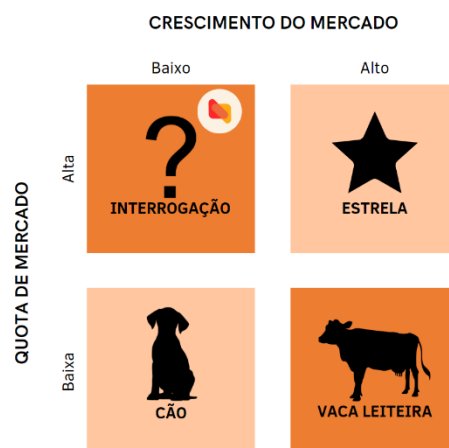 CRESCIMENTO DO MERCADO
Baixo Alto
QUOTA DE MERCADO
Alta
?
INTERROGAÇÃO ESTRELA
Baixa
CÃO VACA LEITEIRA